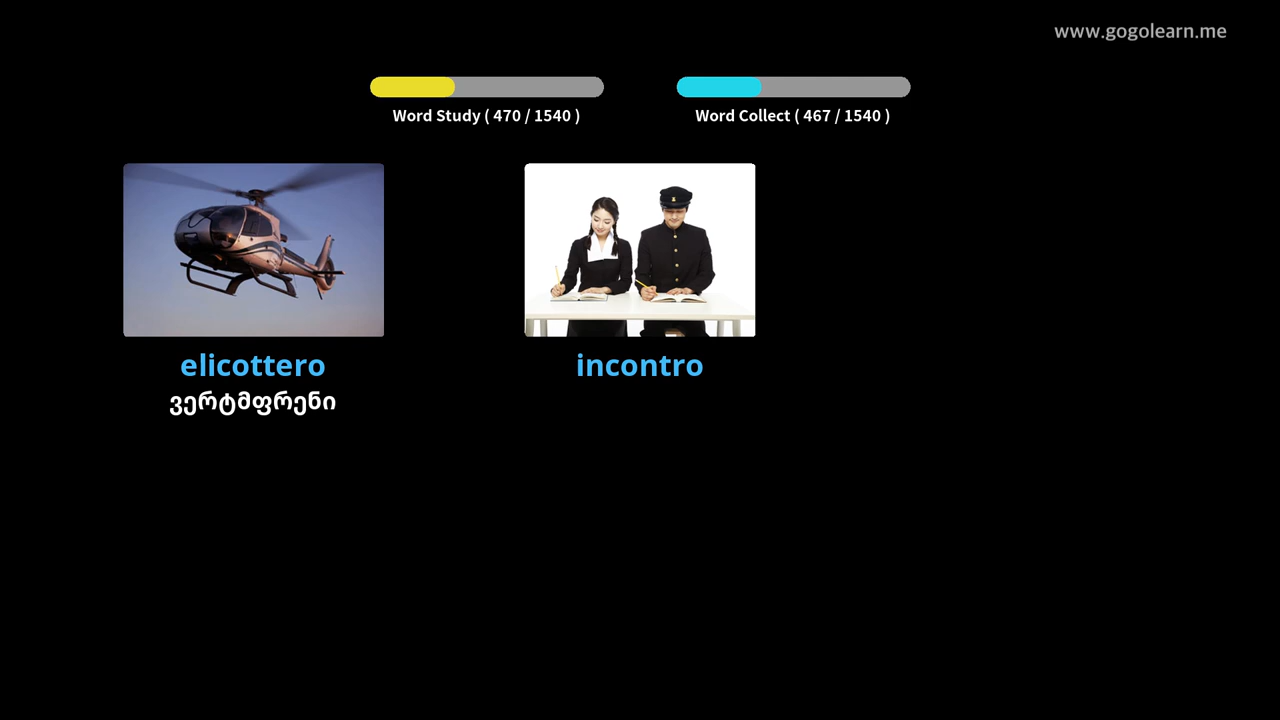 www.gogolearn.me
Word Study ( 470 / 1540 )
Word Collect ( 467 / 1540 )
elicottero
ვერტმფრენი
incontro